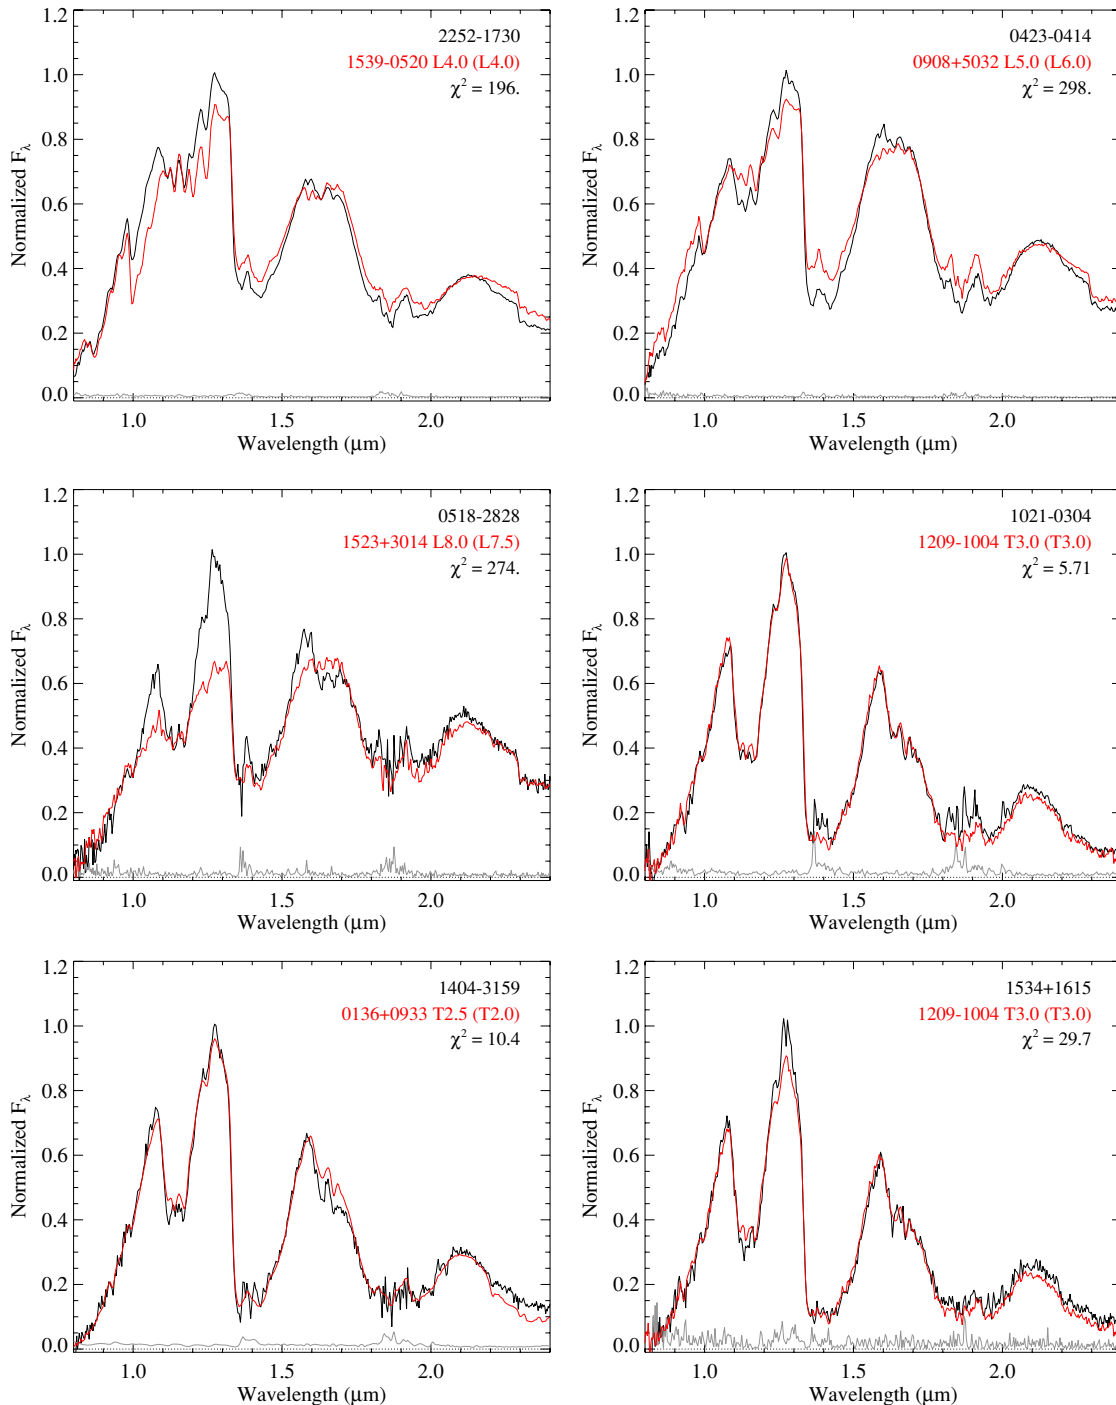 2252-1730
1539-0520 L4.0 (L4.0)
χ² = 196.
Normalized Fλ
1.2
1.0
0.8
0.6
0.4
0.2
0.0
1.0 1.5 2.0
Wavelength (μm)
0423-0414
0908+5032 L5.0 (L6.0)
χ² = 298.
Normalized Fλ
1.2
1.0
0.8
0.6
0.4
0.2
0.0
1.0 1.5 2.0
Wavelength (μm)
0518-2828
1523+3014 L8.0 (L7.5)
χ² = 274.
Normalized Fλ
1.2
1.0
0.8
0.6
0.4
0.2
0.0
1.0 1.5 2.0
Wavelength (μm)
1021-0304
1209-1004 T3.0 (T3.0)
χ² = 5.71
Normalized Fλ
1.2
1.0
0.8
0.6
0.4
0.2
0.0
1.0 1.5 2.0
Wavelength (μm)
1404-3159
0136+0933 T2.5 (T2.0)
χ² = 10.4
Normalized Fλ
1.2
1.0
0.8
0.6
0.4
0.2
0.0
1.0 1.5 2.0
Wavelength (μm)
1534+1615
1209-1004 T3.0 (T3.0)
χ² = 29.7
Normalized Fλ
1.2
1.0
0.8
0.6
0.4
0.2
0.0
1.0 1.5 2.0
Wavelength (μm)